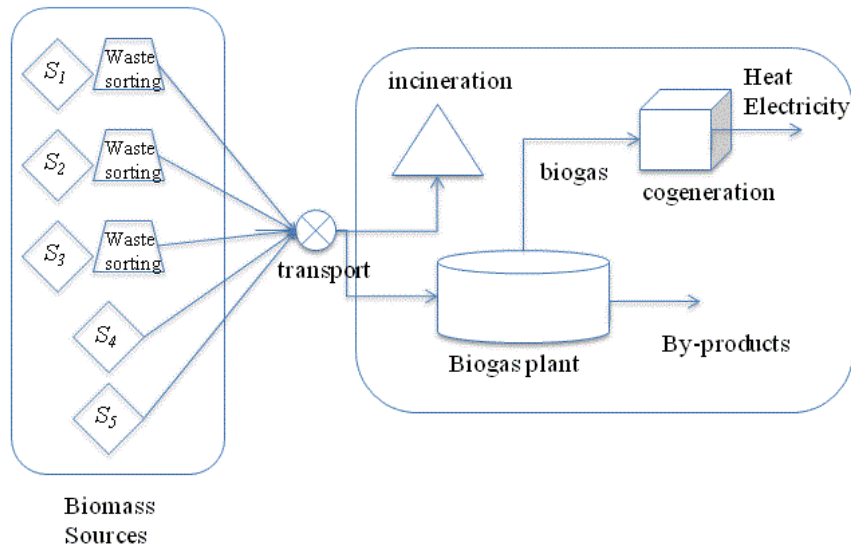 S1
Waste
sorting
S2
Waste
sorting
S3
Waste
sorting
S4
S5
Biomass
Sources
transport
incineration
biogas
Heat
Electricity
cogeneration
Biogas plant
By-products